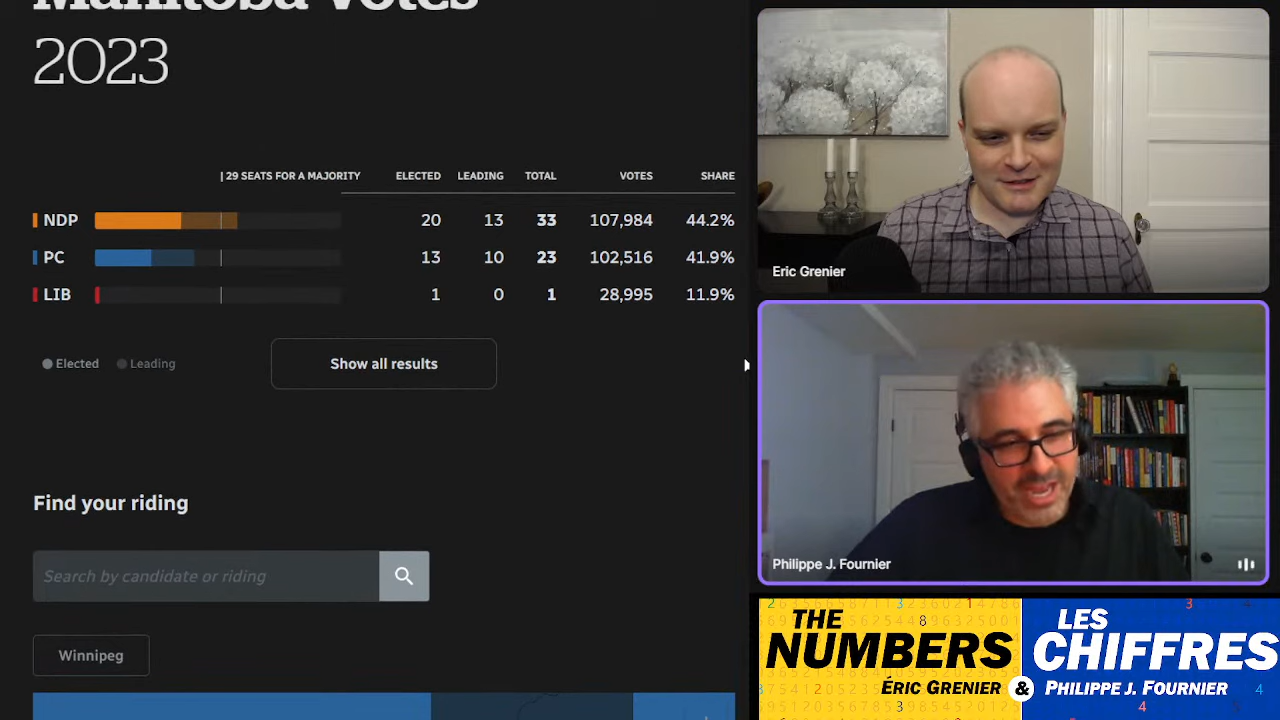 Manitoba Votes
2023
| 29 SEATS FOR A MAJORITY ELECTED LEADING TOTAL VOTES SHARE
NDP 20 13 33 107,984 44.2%
PC 13 10 23 102,516 41.9%
LIB 1 0 1 28,995 11.9%
Elected Leading
Show all results
Find your riding
Search by candidate or riding
Winnipeg
Eric Grenier
Philippe J. Fournier
THE
NUMBERS
ÉRIC GRENIER
&
LES
CHIFFRES
PHILIPPE J. FOURNIER